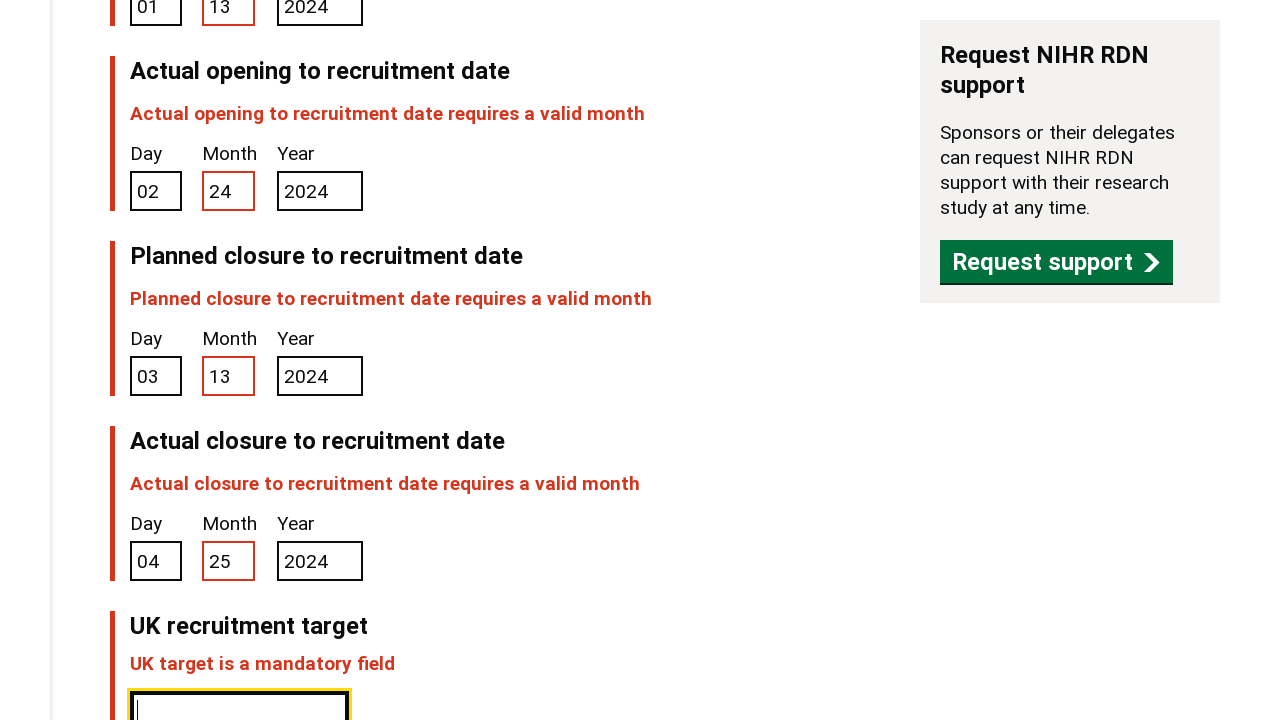 01 13 2024
Actual opening to recruitment date
Actual opening to recruitment date requires a valid month
Day Month Year
02 24 2024
Planned closure to recruitment date
Planned closure to recruitment date requires a valid month
Day Month Year
03 13 2024
Actual closure to recruitment date
Actual closure to recruitment date requires a valid month
Day Month Year
04 25 2024
UK recruitment target
UK target is a mandatory field
Request NIHR RDN
support
Sponsors or their delegates
can request NIHR RDN
support with their research
study at any time.
Request support